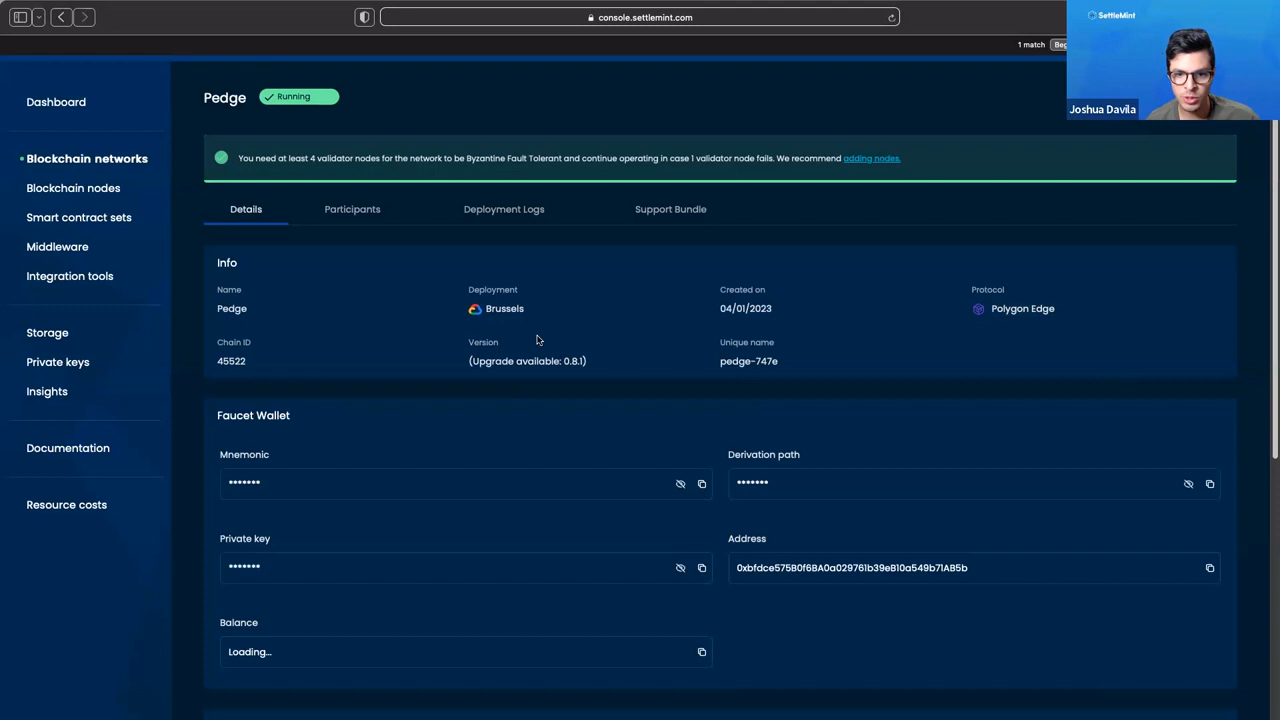 console.settlemint.com
1 match
SettleMint
Joshua Davila
Dashboard
Blockchain networks
Blockchain nodes
Smart contract sets
Middleware
Integration tools
Storage
Private keys
Insights
Documentation
Resource costs
Pedge
Running
You need at least 4 validator nodes for the network to be Byzantine Fault Tolerant and continue operating in case 1 validator node fails. We recommend adding nodes.
Details Participants Deployment Logs Support Bundle
Info
Name Deployment Created on Protocol
Pedge Brussels 04/01/2023 Polygon Edge
Chain ID Version Unique name
45522 (Upgrade available: 0.8.1) pedge-747e
Faucet Wallet
Mnemonic Derivation path
******* *******
Private key Address
******* 0xbfdce575B0f6BA0a029761b39eB10a549b71AB5b
Balance
Loading...